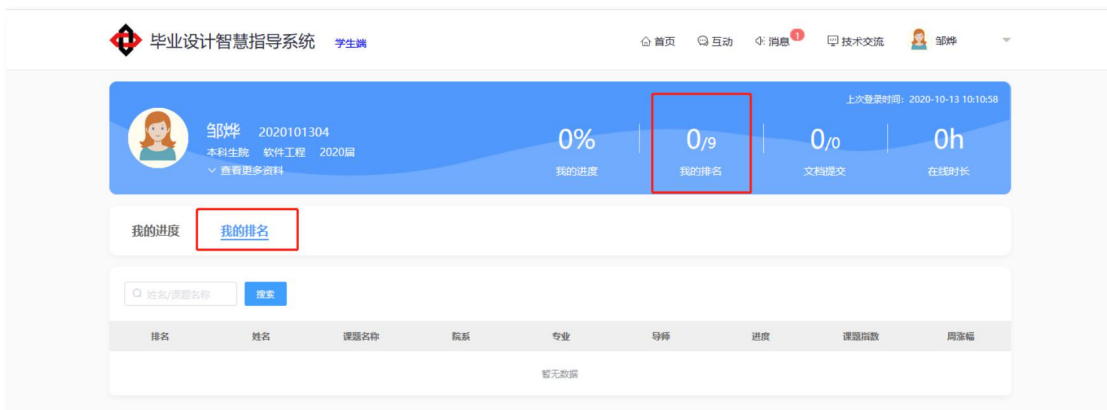 毕业设计智慧指导系统 学生端 首页 互动 消息 1 技术交流 邹烨
上次登录时间：2020-10-13 10:10:58
邹烨 2020101304
本科生院 软件工程 2020届
查看更多资料
0% 0/9 0/0 0h
我的进度 我的排名 文档提交 在线时长
我的进度 我的排名
姓名/课题名称 搜索
排名 姓名 课题名称 院系 专业 导师 进度 课题指数 周涨幅
暂无数据